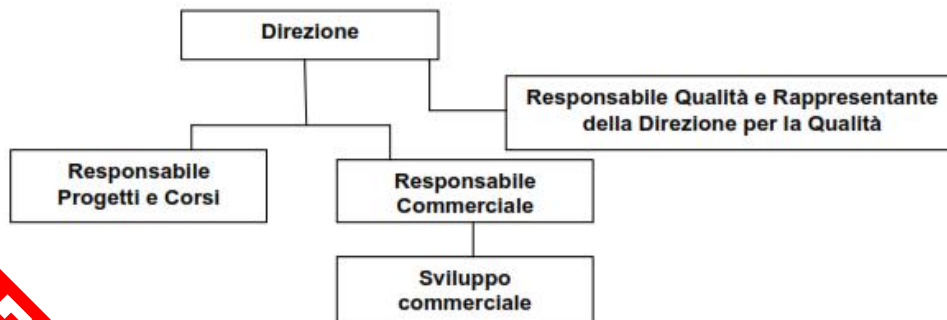 Direzione
Responsabile Qualità e Rappresentante
della Direzione per la Qualità
Responsabile
Progetti e Corsi
Responsabile
Commerciale
Sviluppo
commerciale